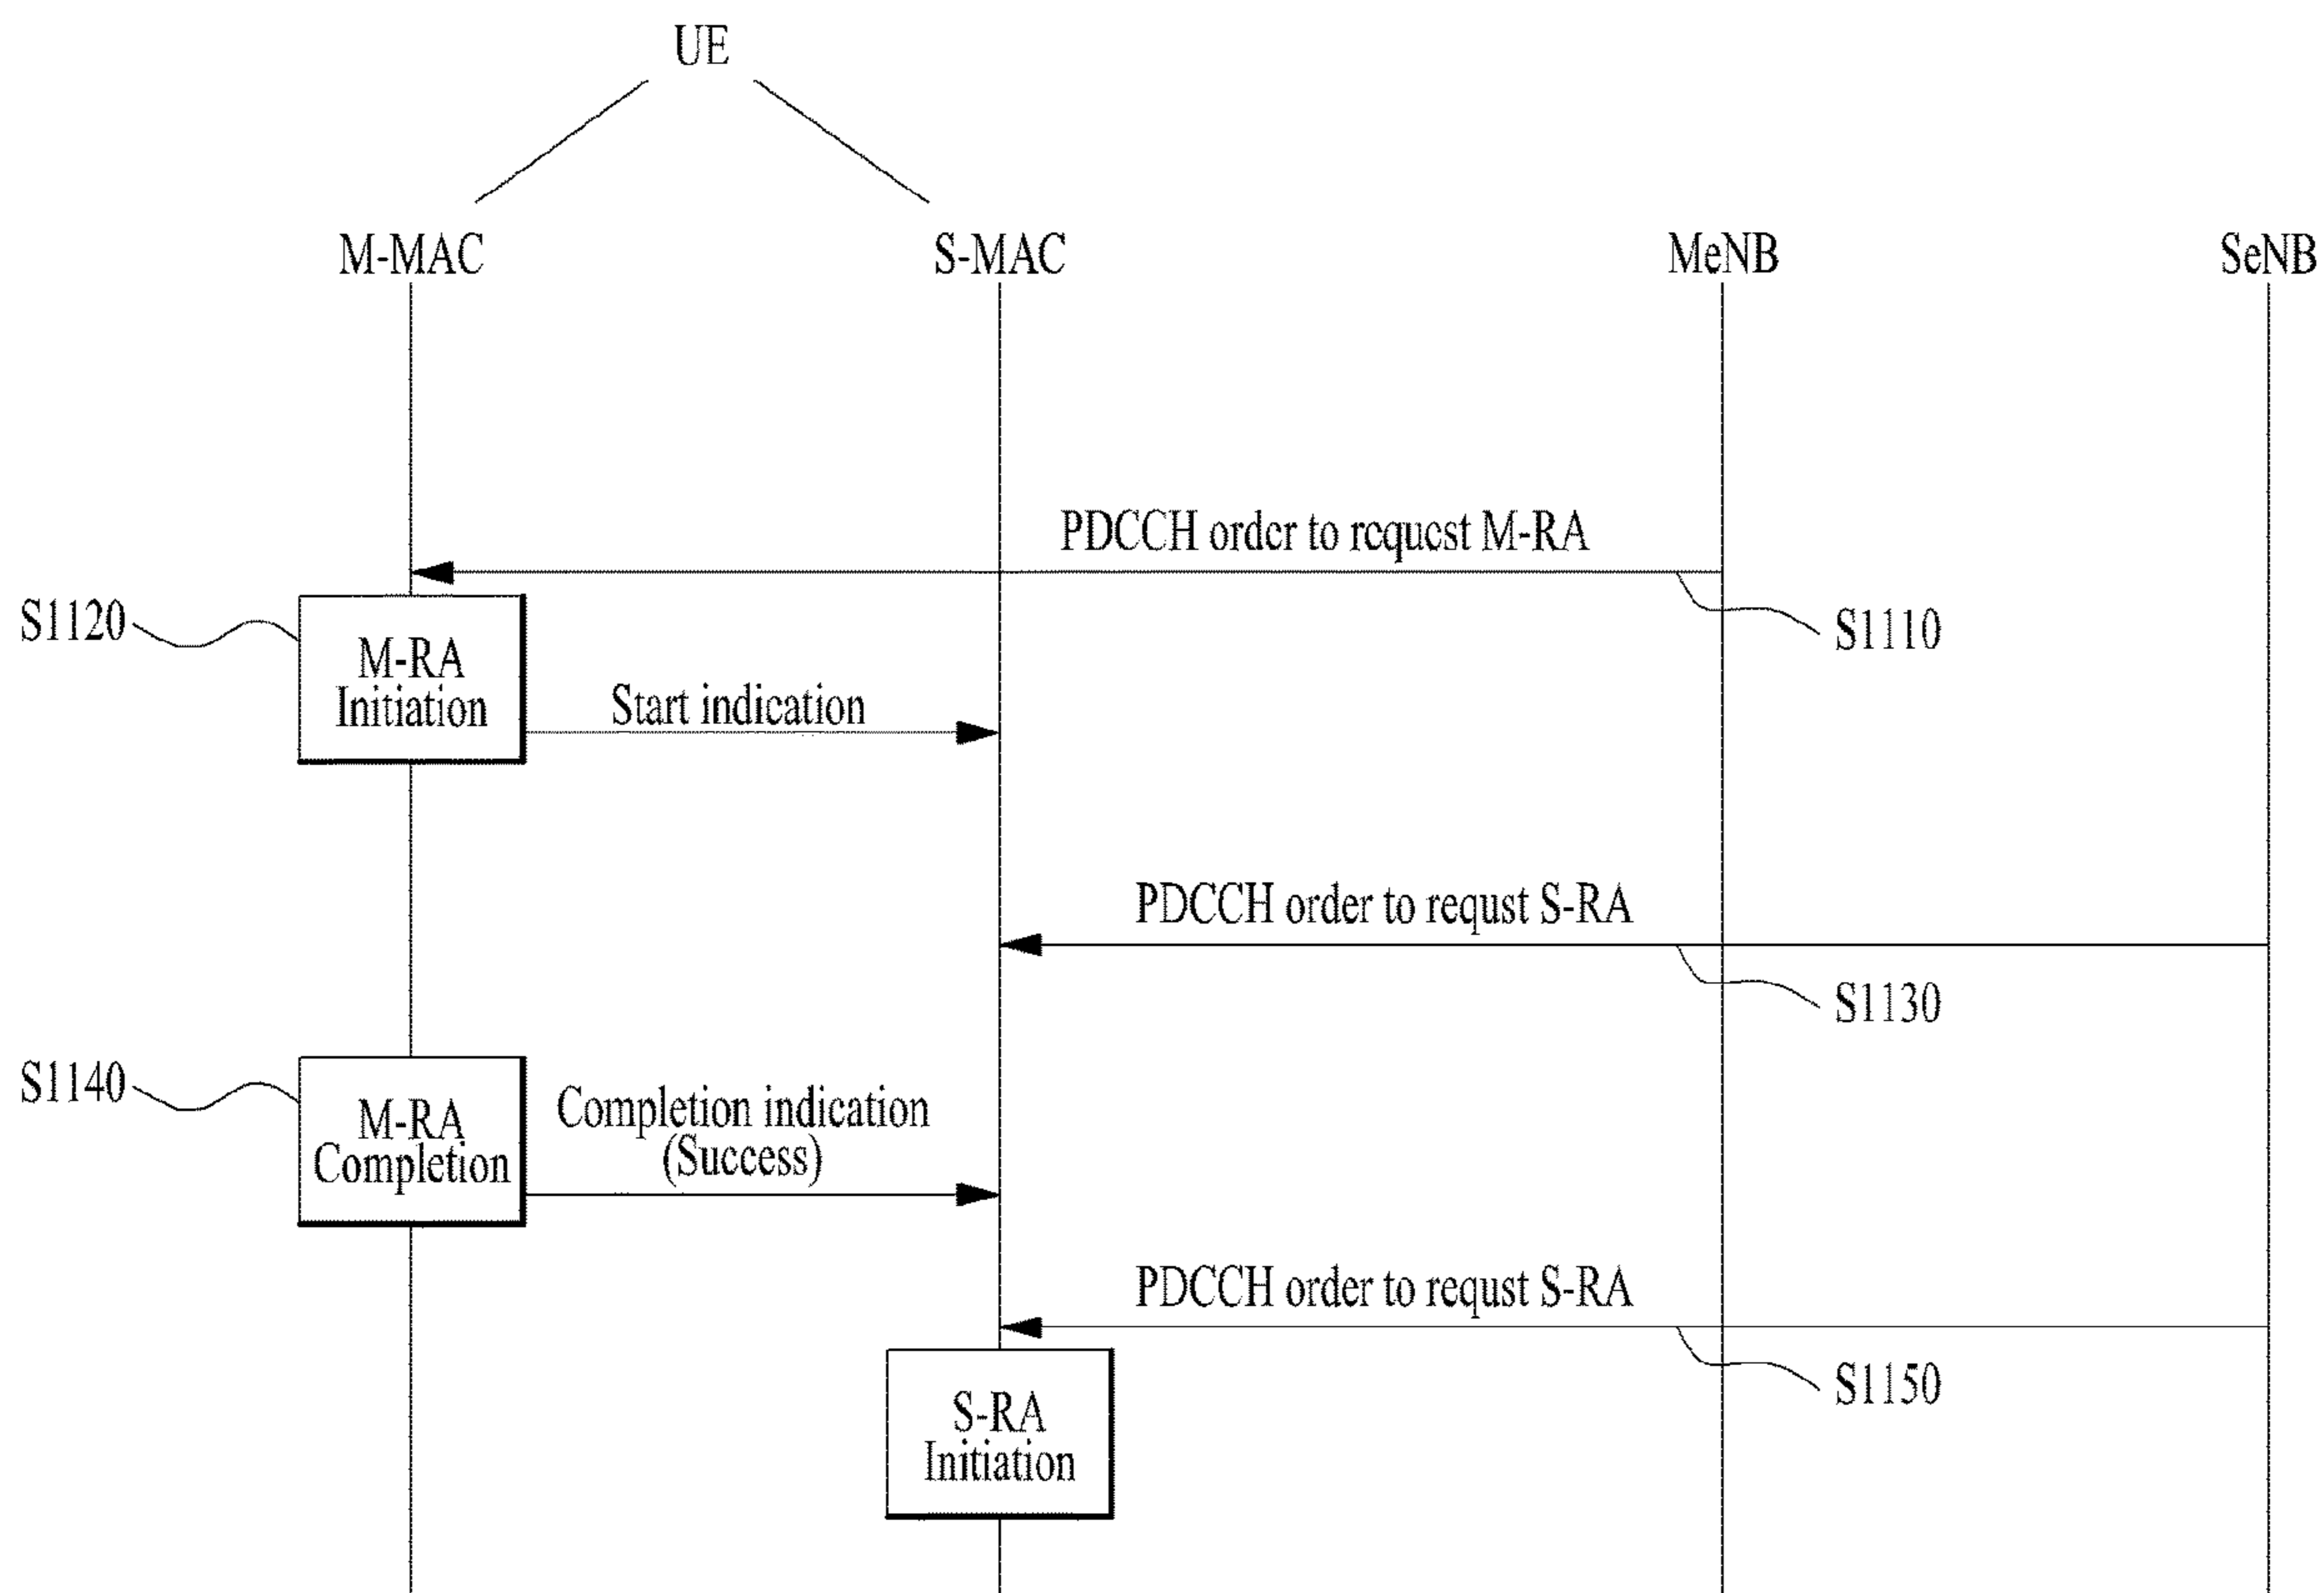 UE
M-MAC
S-MAC
MeNB
SeNB
PDCCH order to request M-RA
S1110
S1120
M-RA
Initiation
Start indication
PDCCH order to requst S-RA
S1130
S1140
M-RA
Completion
Completion indication
(Success)
PDCCH order to requst S-RA
S1150
S-RA
Initiation